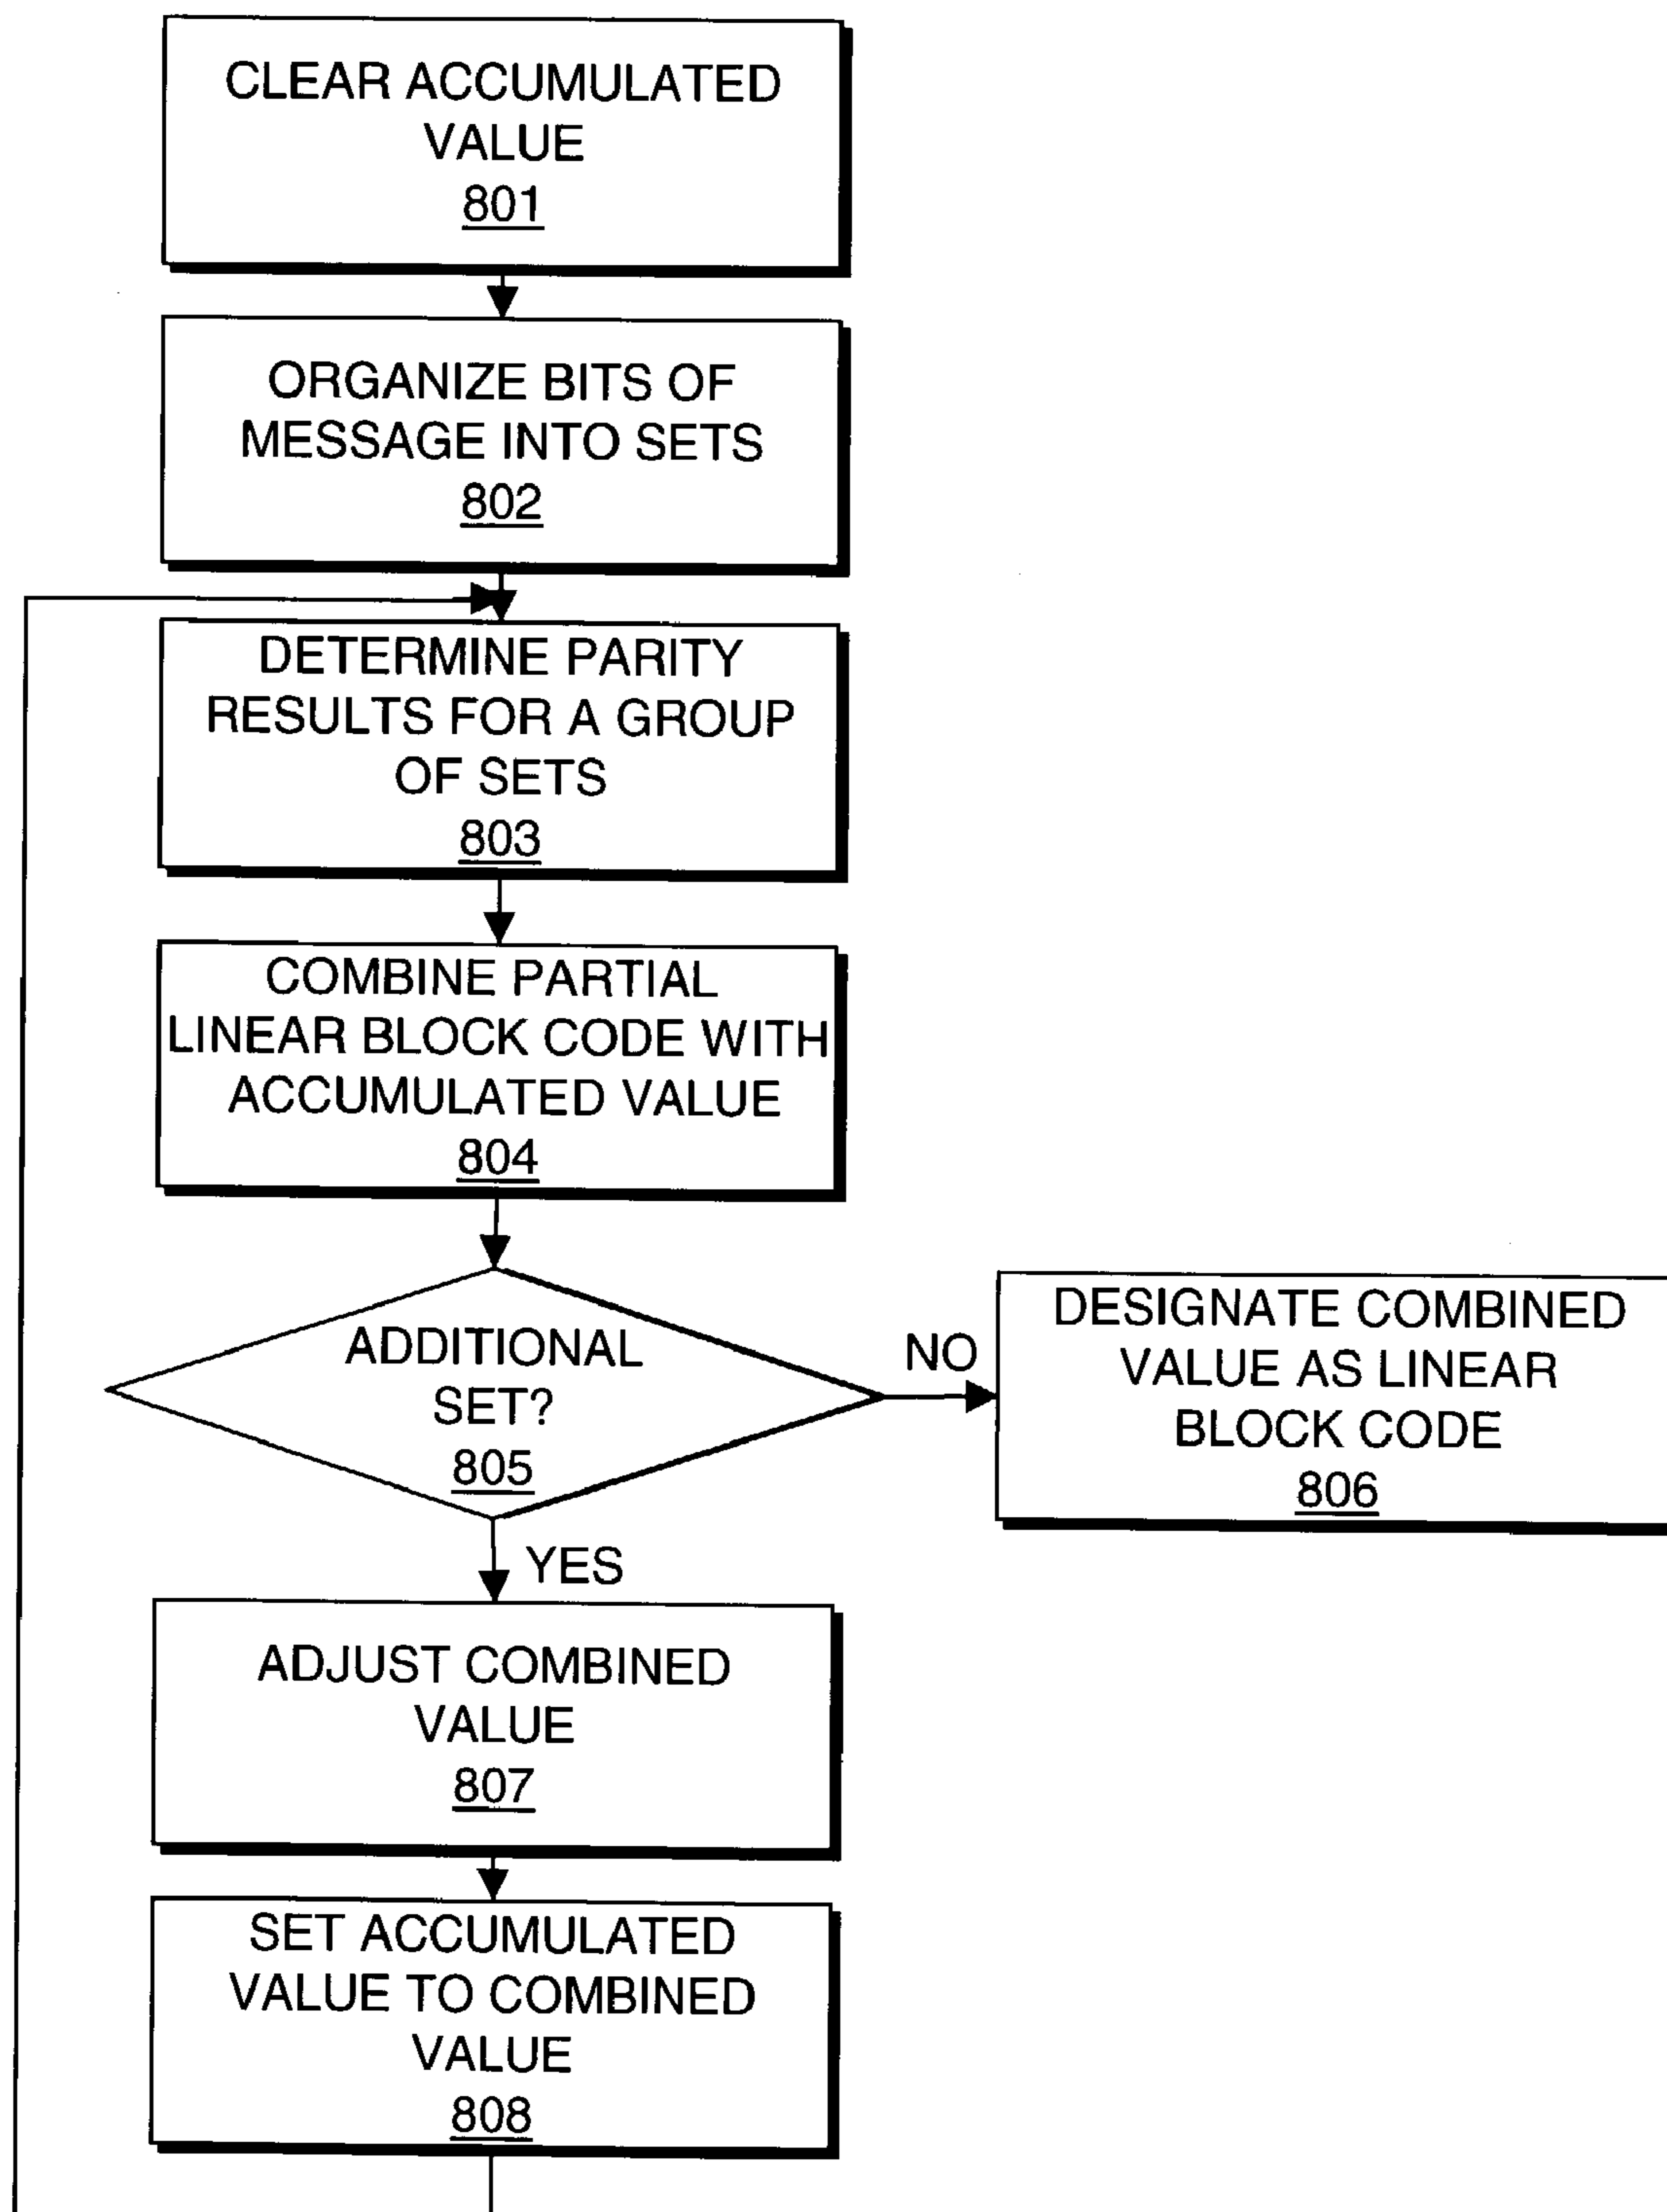 CLEAR ACCUMULATED
VALUE
801
ORGANIZE BITS OF
MESSAGE INTO SETS
802
DETERMINE PARITY
RESULTS FOR A GROUP
OF SETS
803
COMBINE PARTIAL
LINEAR BLOCK CODE WITH
ACCUMULATED VALUE
804
ADDITIONAL
SET?
805
NO
DESIGNATE COMBINED
VALUE AS LINEAR
BLOCK CODE
806
YES
ADJUST COMBINED
VALUE
807
SET ACCUMULATED
VALUE TO COMBINED
VALUE
808